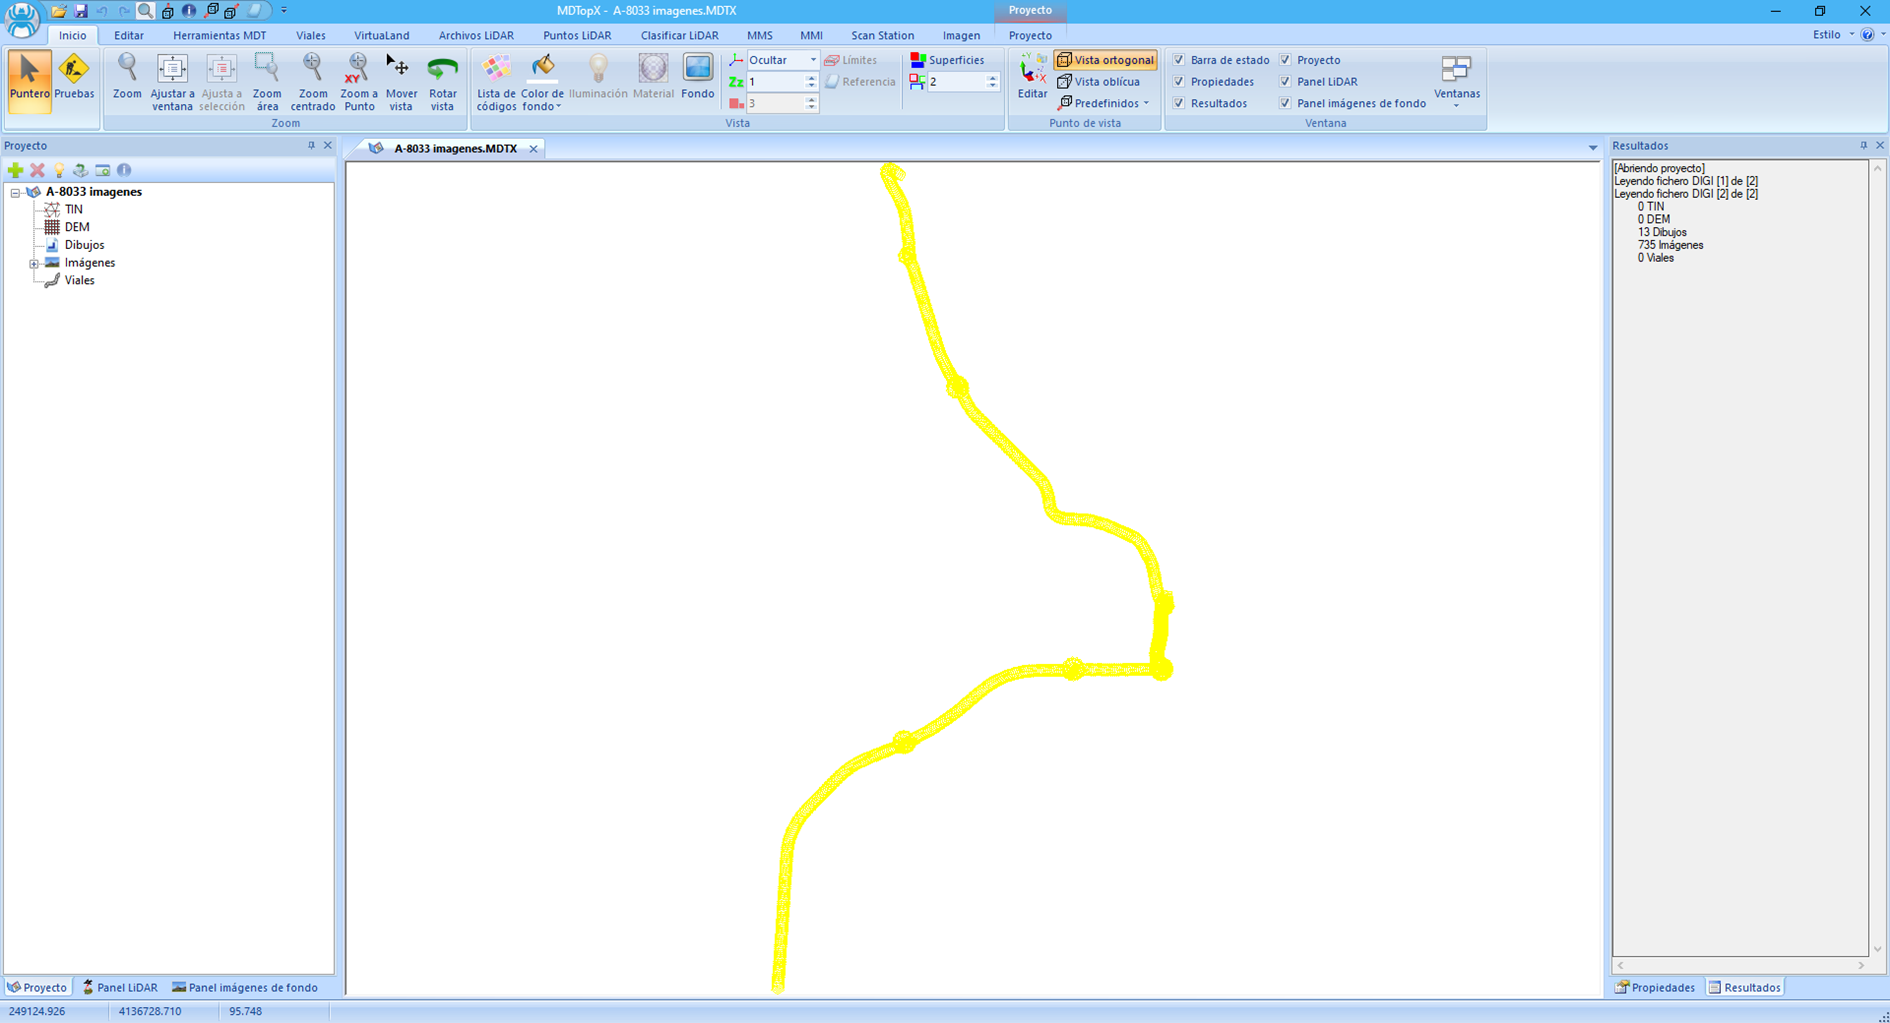 MDTopX - A-8033 imagenes.MDTX
Proyecto
Inicio Editar Herramientas MDT Viales VirtuaLand Archivos LiDAR Puntos LiDAR Clasificar LiDAR MMS MMI Scan Station Imagen Proyecto Estilo
Puntero Pruebas
Zoom
Ajustar a ventana
Ajusta a selección
Zoom área
Zoom centrado
Zoom a Punto
Mover vista
Rotar vista
Zoom
Lista de códigos
Color de fondo
Iluminación
Material
Fondo
Ocultar
Zz 1
3
Límites
Referencia
Superficies
2
Vista
Editar
Vista ortogonal
Vista oblícua
Predefinidos
Punto de vista
Barra de estado
Propiedades
Resultados
Proyecto
Panel LiDAR
Panel imágenes de fondo
Ventanas
Ventana
Proyecto
A-8033 imagenes
TIN
DEM
Dibujos
Imágenes
Viales
A-8033 imagenes.MDTX
Resultados
[Abriendo proyecto]
Leyendo fichero DIGI [1] de [2]
Leyendo fichero DIGI [2] de [2]
0 TIN
0 DEM
13 Dibujos
735 Imágenes
0 Viales
Proyecto Panel LiDAR Panel imágenes de fondo
Propiedades Resultados
249124.926 4136728.710 95.748